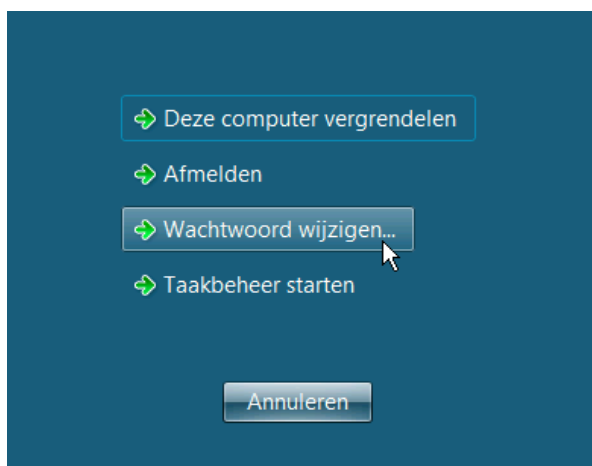 Deze computer vergrendelen
Afmelden
Wachtwoord wijzigen...
Taakbeheer starten
Annuleren